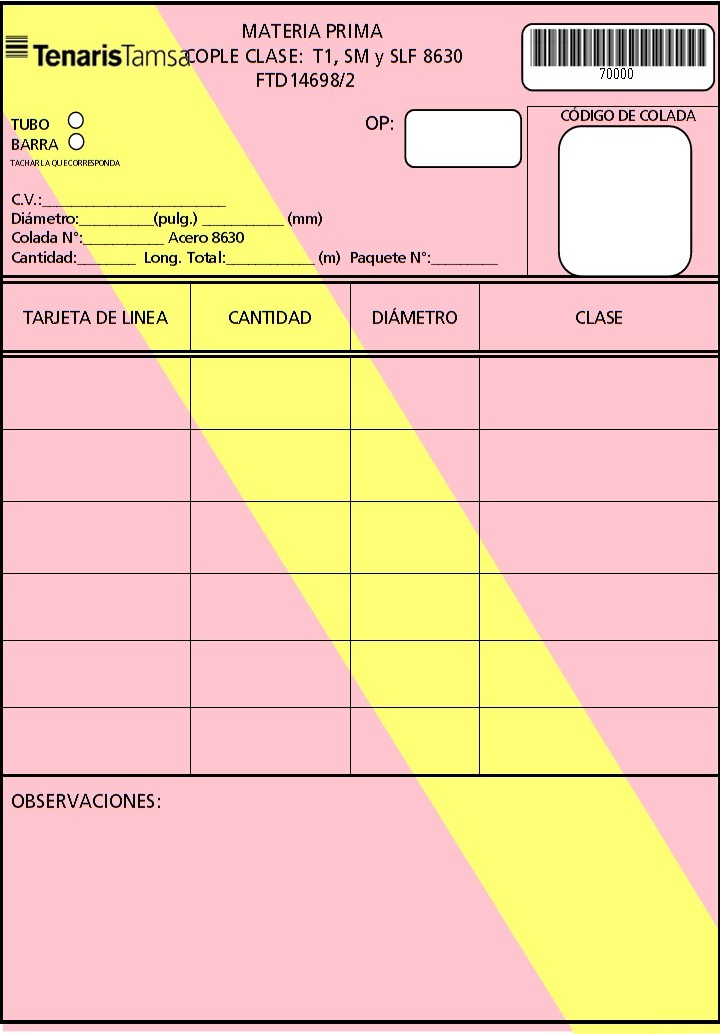 MATERIA PRIMA
TenarisTamsa COPLE CLASE: T1, SM y SLF 8630
FTD14698/2
70000
TUBO
BARRA
TACHAR LA QUE CORRESPONDA
OP:
CÓDIGO DE COLADA
C.V.:_______________________
Diámetro:_________(pulg.) __________ (mm)
Colada N°:__________ Acero 8630
Cantidad:_______ Long. Total:___________ (m) Paquete N°:________
TARJETA DE LINEA CANTIDAD DIÁMETRO CLASE
OBSERVACIONES: